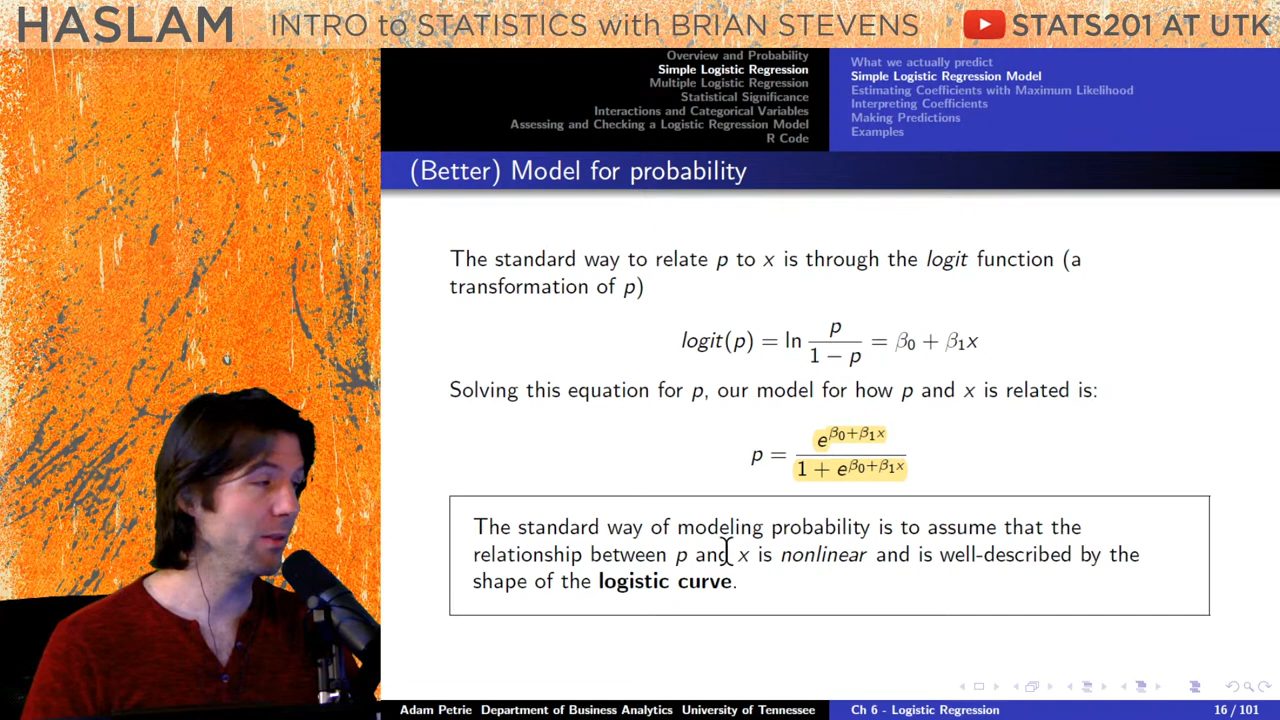 HASLAM INTRO to STATISTICS with BRIAN STEVENS STATS201 AT UTK
Overview and Probability
Simple Logistic Regression
Multiple Logistic Regression
Statistical Significance
Interactions and Categorical Variables
Assessing and Checking a Logistic Regression Model
R Code
What we actually predict
Simple Logistic Regression Model
Estimating Coefficients with Maximum Likelihood
Interpreting Coefficients
Making Predictions
Examples
(Better) Model for probability
The standard way to relate p to x is through the logit function (a
transformation of p)
logit(p) = ln p / (1 − p) = β₀ + β₁x
Solving this equation for p, our model for how p and x is related is:
p = e^(β₀+β₁x) / (1 + e^(β₀+β₁x))
The standard way of modeling probability is to assume that the
relationship between p and x is nonlinear and is well-described by the
shape of the logistic curve.
Adam Petrie Department of Business Analytics University of Tennessee Ch 6 - Logistic Regression 16 / 101